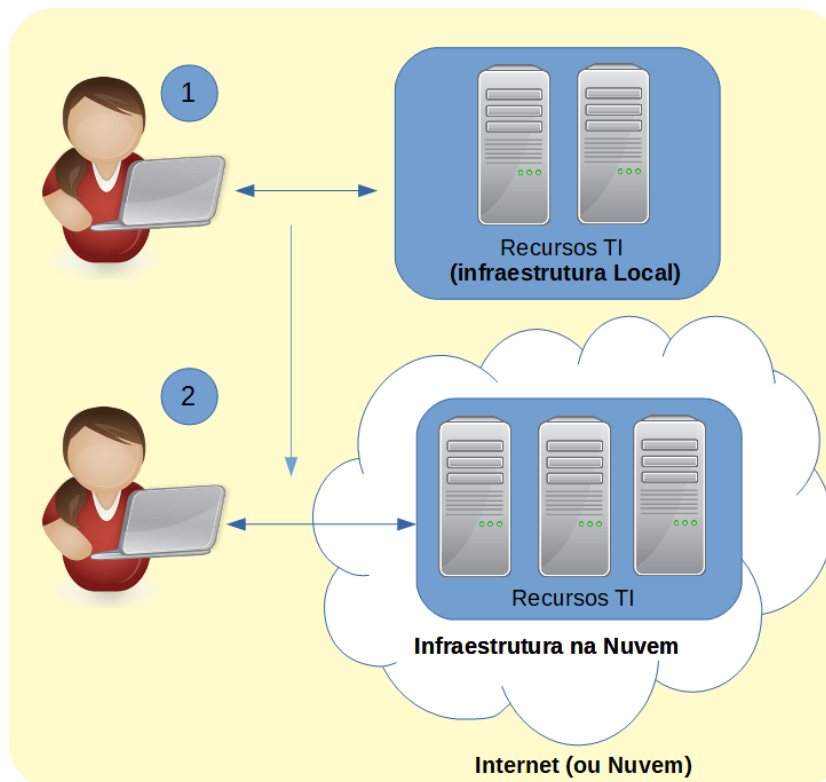 1
Recursos TI
(infraestrutura Local)
2
Recursos TI
Infraestrutura na Nuvem
Internet (ou Nuvem)